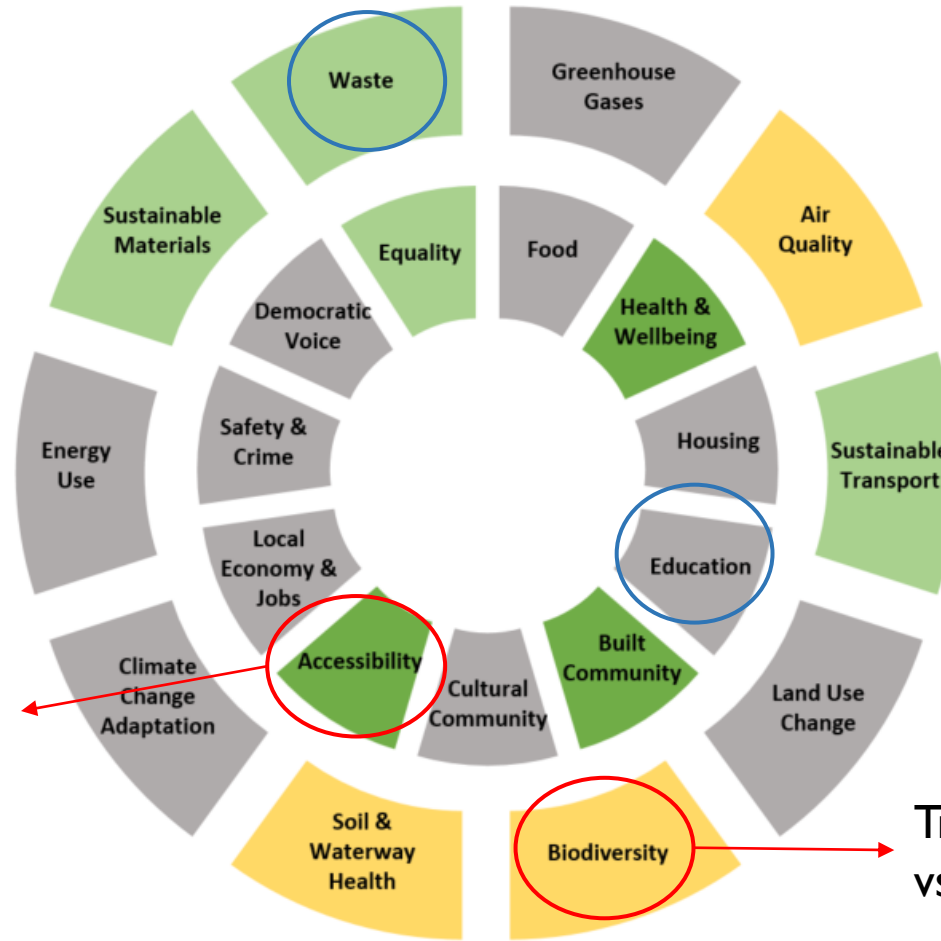 Waste
Greenhouse
Gases
Sustainable
Materials
Air
Quality
Equality
Food
Democratic
Voice
Health &
Wellbeing
Energy
Use
Safety &
Crime
Housing
Sustainable
Transport
Local
Economy &
Jobs
Education
Climate
Change
Adaptation
Accessibility
Cultural
Community
Built
Community
Land Use
Change
Soil &
Waterway
Health
Biodiversity
vs